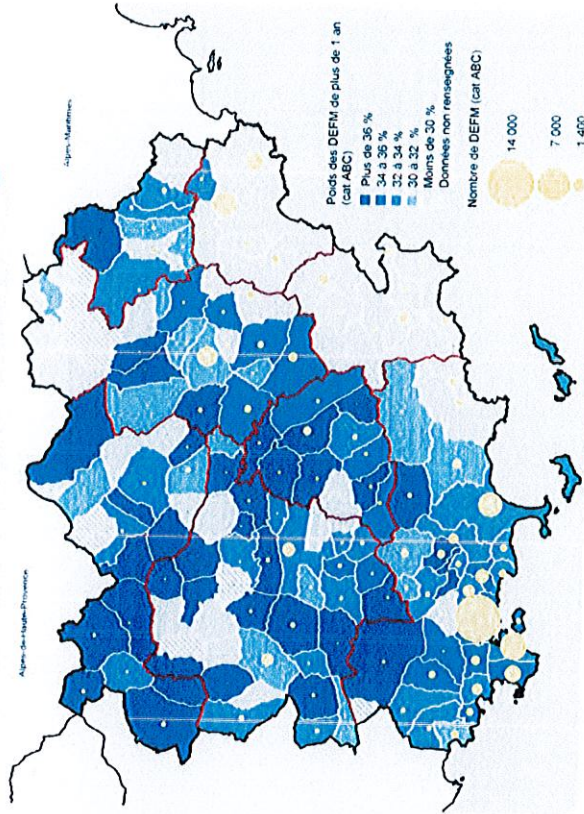 Alpes-de-Haute-Provence
Alpes-Maritimes
Poids des DEFM de plus de 1 an
(cat ABC)
Plus de 36 %
34 à 36 %
32 à 34 %
30 à 32 %
Moins de 30 %
Données non renseignées
Nombre de DEFM (cat ABC)
14 000
7 000
1 400